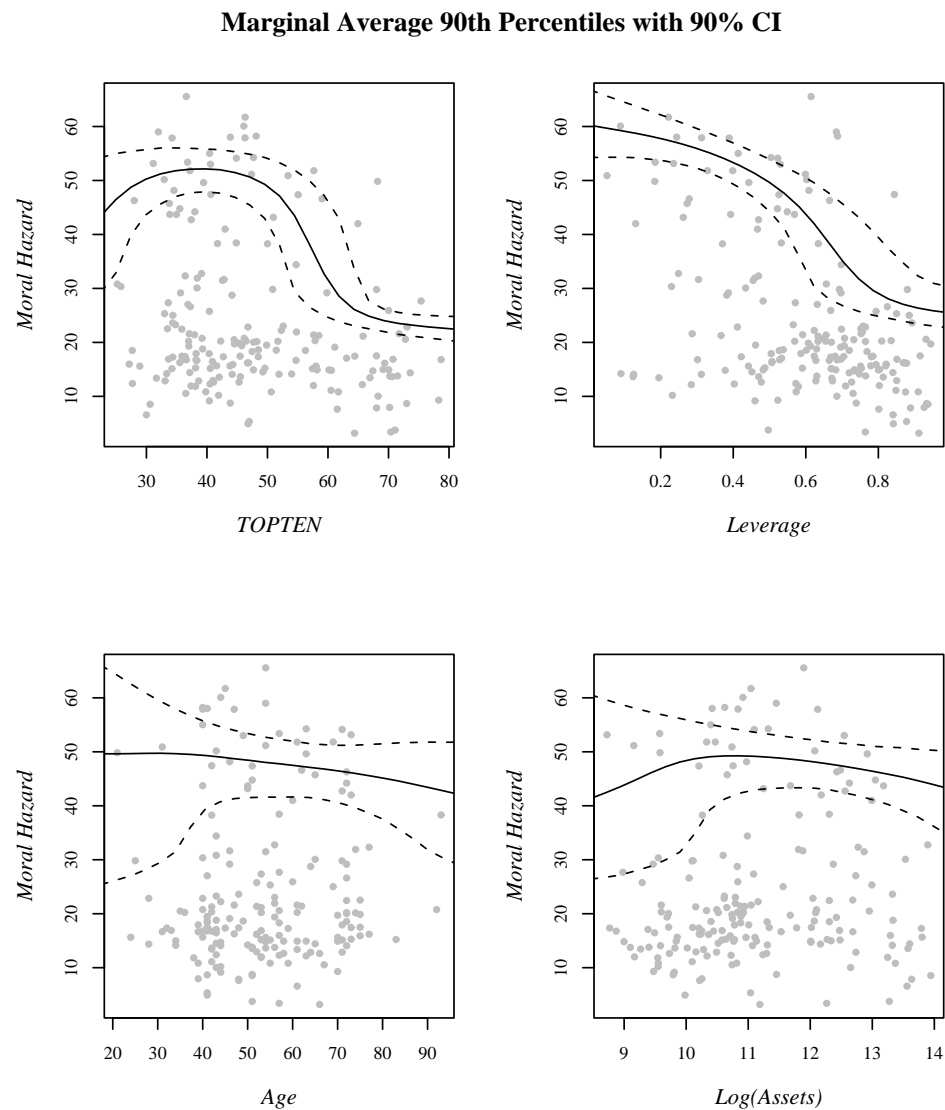 Marginal Average 90th Percentiles with 90% CI
Moral Hazard
60
50
40
30
20
10
30 40 50 60 70 80
TOPTEN
Moral Hazard
60
50
40
30
20
10
0.2 0.4 0.6 0.8
Leverage
Moral Hazard
60
50
40
30
20
10
20 30 40 50 60 70 80 90
Age
Moral Hazard
60
50
40
30
20
10
9 10 11 12 13 14
Log(Assets)